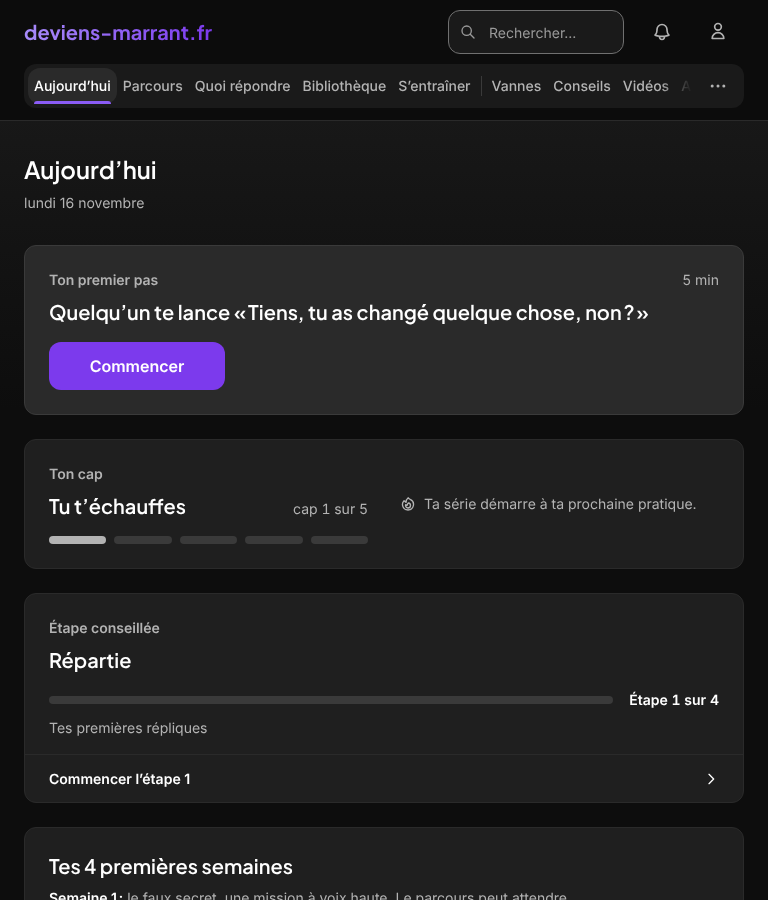 deviens-marrant.fr
Rechercher...
Aujourd’hui Parcours Quoi répondre Bibliothèque S’entraîner Vannes Conseils Vidéos
Aujourd’hui
lundi 16 novembre
Ton premier pas 5 min
Quelqu’un te lance « Tiens, tu as changé quelque chose, non ? »
Commencer
Ton cap
Tu t’échauffes cap 1 sur 5
Ta série démarre à ta prochaine pratique.
Étape conseillée
Répartie
Étape 1 sur 4
Tes premières répliques
Commencer l’étape 1
Tes 4 premières semaines
Semaine 1 : le faux secret, une mission à voix haute. Le parcours peut attendre.